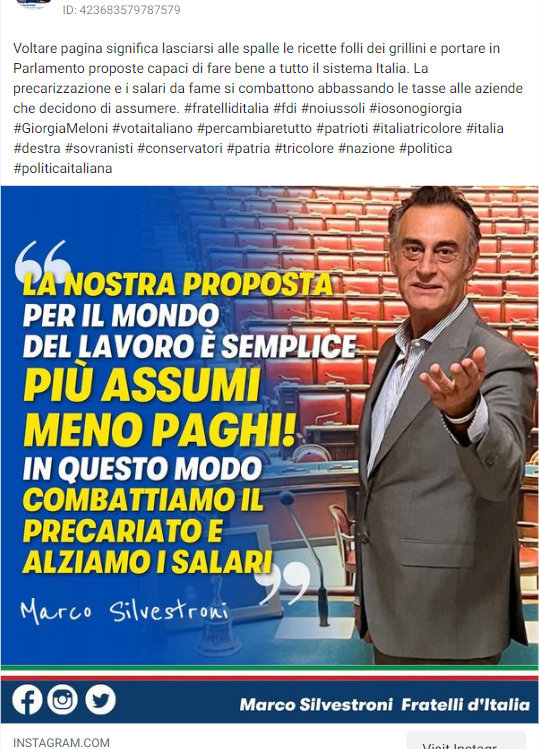 ID: 423683579787579
Voltare pagina significa lasciarsi alle spalle le ricette folli dei grillini e portare in
Parlamento proposte capaci di fare bene a tutto il sistema Italia. La
precarizzazione e i salari da fame si combattono abbassando le tasse alle aziende
che decidono di assumere. #fratelliditalia #fdi #noiussoli #iosonogiorgia
#GiorgiaMeloni #votaitaliano #percambiaretutto #patrioti #italiatricolore #italia
#destra #sovranisti #conservatori #patria #tricolore #nazione #politica
#politicaitaliana
“LA NOSTRA PROPOSTA
PER IL MONDO
DEL LAVORO È SEMPLICE
PIÙ ASSUMI
MENO PAGHI!
IN QUESTO MODO
COMBATTIAMO IL
PRECARIATO E
ALZIAMO I SALARI”
Marco Silvestroni
Marco Silvestroni Fratelli d'Italia
INSTAGRAM.COM
Visit Instagr